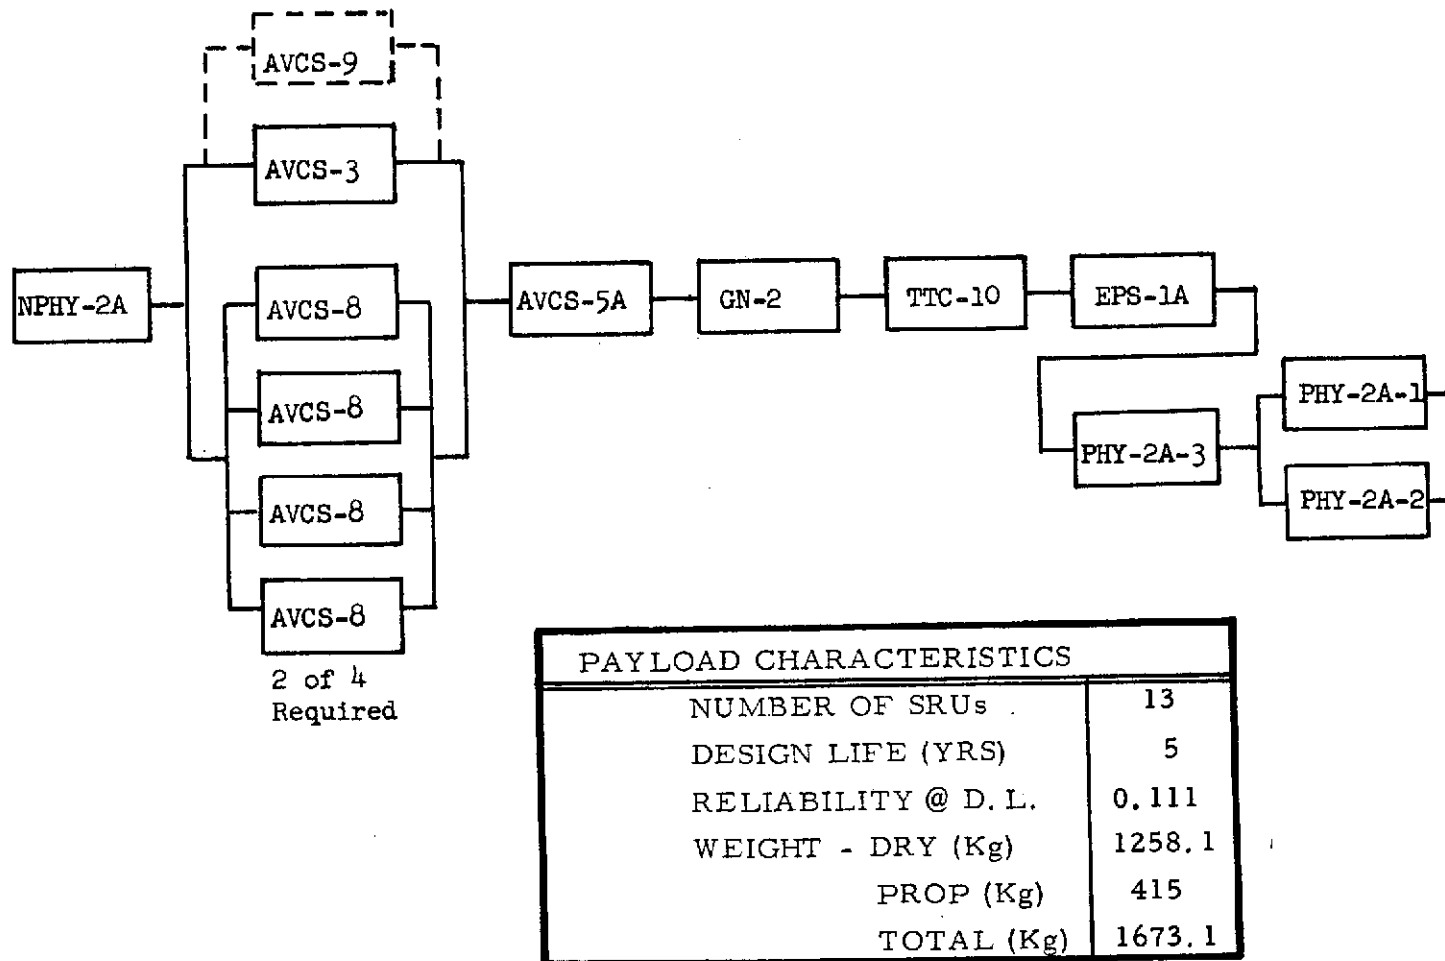 AVCS-9
AVCS-3
NPHY-2A
AVCS-8
AVCS-8
AVCS-8
AVCS-8
2 of 4
Required
AVCS-5A
GN-2
TTC-10
EPS-1A
PHY-2A-3
PHY-2A-1
PHY-2A-2
PAYLOAD CHARACTERISTICS
NUMBER OF SRUs 13
DESIGN LIFE (YRS) 5
RELIABILITY @ D. L. 0.111
WEIGHT - DRY (Kg) 1258.1
PROP (Kg) 415
TOTAL (Kg) 1673.1